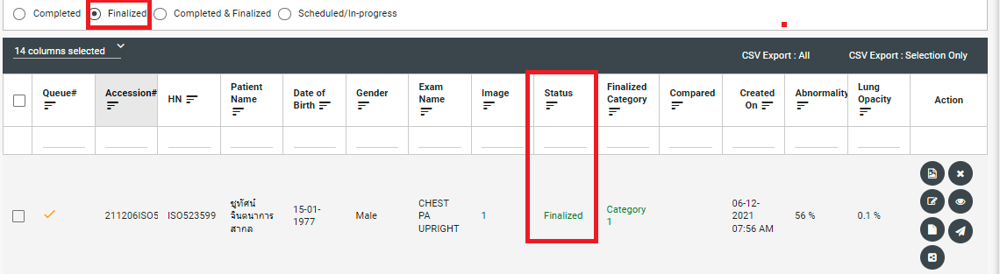 Completed Finalized Completed & Finalized Scheduled/In-progress
14 columns selected CSV Export : All CSV Export : Selection Only
Queue# Accession# HN Patient Name Date of Birth Gender Exam Name Image Status Finalized Category Compared Created On Abnormality Lung Opacity Action
211206ISO5 ISO523599 ชูทัศน์ จินตนาการ สากล 15-01-1977 Male CHEST PA UPRIGHT 1 Finalized Category 1 06-12-2021 07:56 AM 56 % 0.1 %